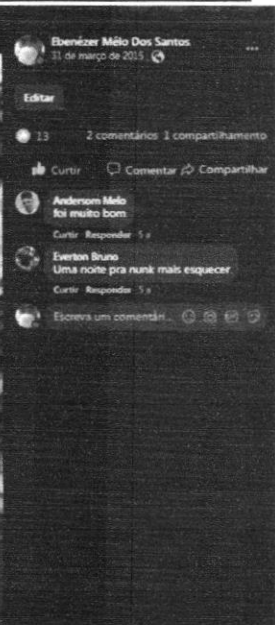 Ebenézer Mélo Dos Santos
31 de março de 2015
Editar
13 2 comentários 1 compartilhamento
Curtir Comentar Compartilhar
Andersom Melo
foi muito bom
Curtir Responder 5 a
Everton Bruno
Uma noite pra nunk mais esquecer
Curtir Responder 5 a
Escreva um comentári...